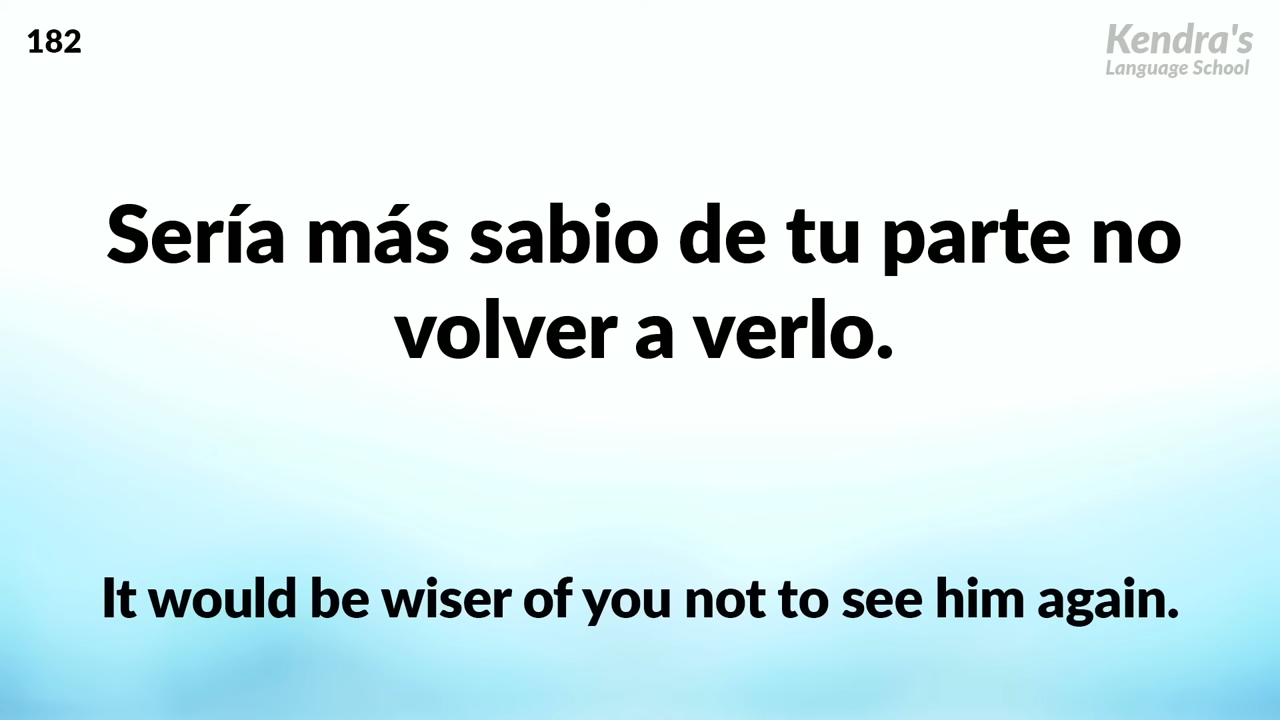 182
Kendra's
Language School
Sería más sabio de tu parte no
volver a verlo.
It would be wiser of you not to see him again.